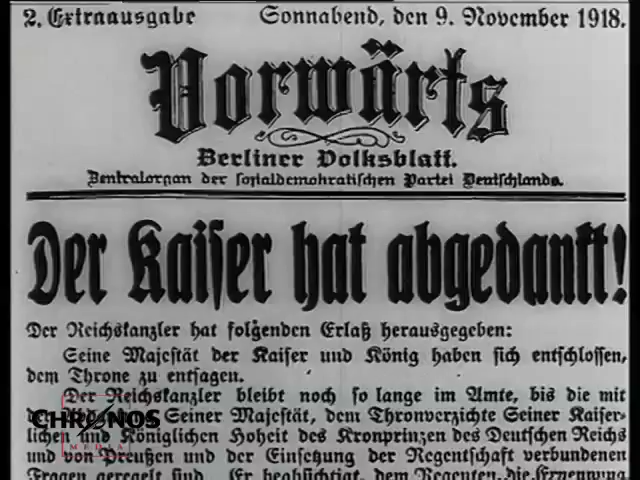 2. Extraausgabe Sonnabend, den 9. November 1918.
Vorwärts
Berliner Volksblatt.
Zentralorgan der sozialdemokratischen Partei Deutschlands.
Der Kaiser hat abgedankt!
Der Reichskanzler hat folgenden Erlaß herausgegeben:
Seine Majestät der Kaiser und König haben sich entschlossen,
dem Throne zu entsagen.
Der Reichskanzler bleibt noch so lange im Amte, bis die mit
der Seiner Majestät, dem Thronverzichte Seiner Kaiser-
lichen und Königlichen Hoheit des Kronprinzen des Deutschen Reichs
und von Preußen und der Einsetzung der Regentschaft verbundenen
Fragen geregelt sind. Er beabsichtigt, dem Regenten die Ernennung
CHRONOS
MEDIA